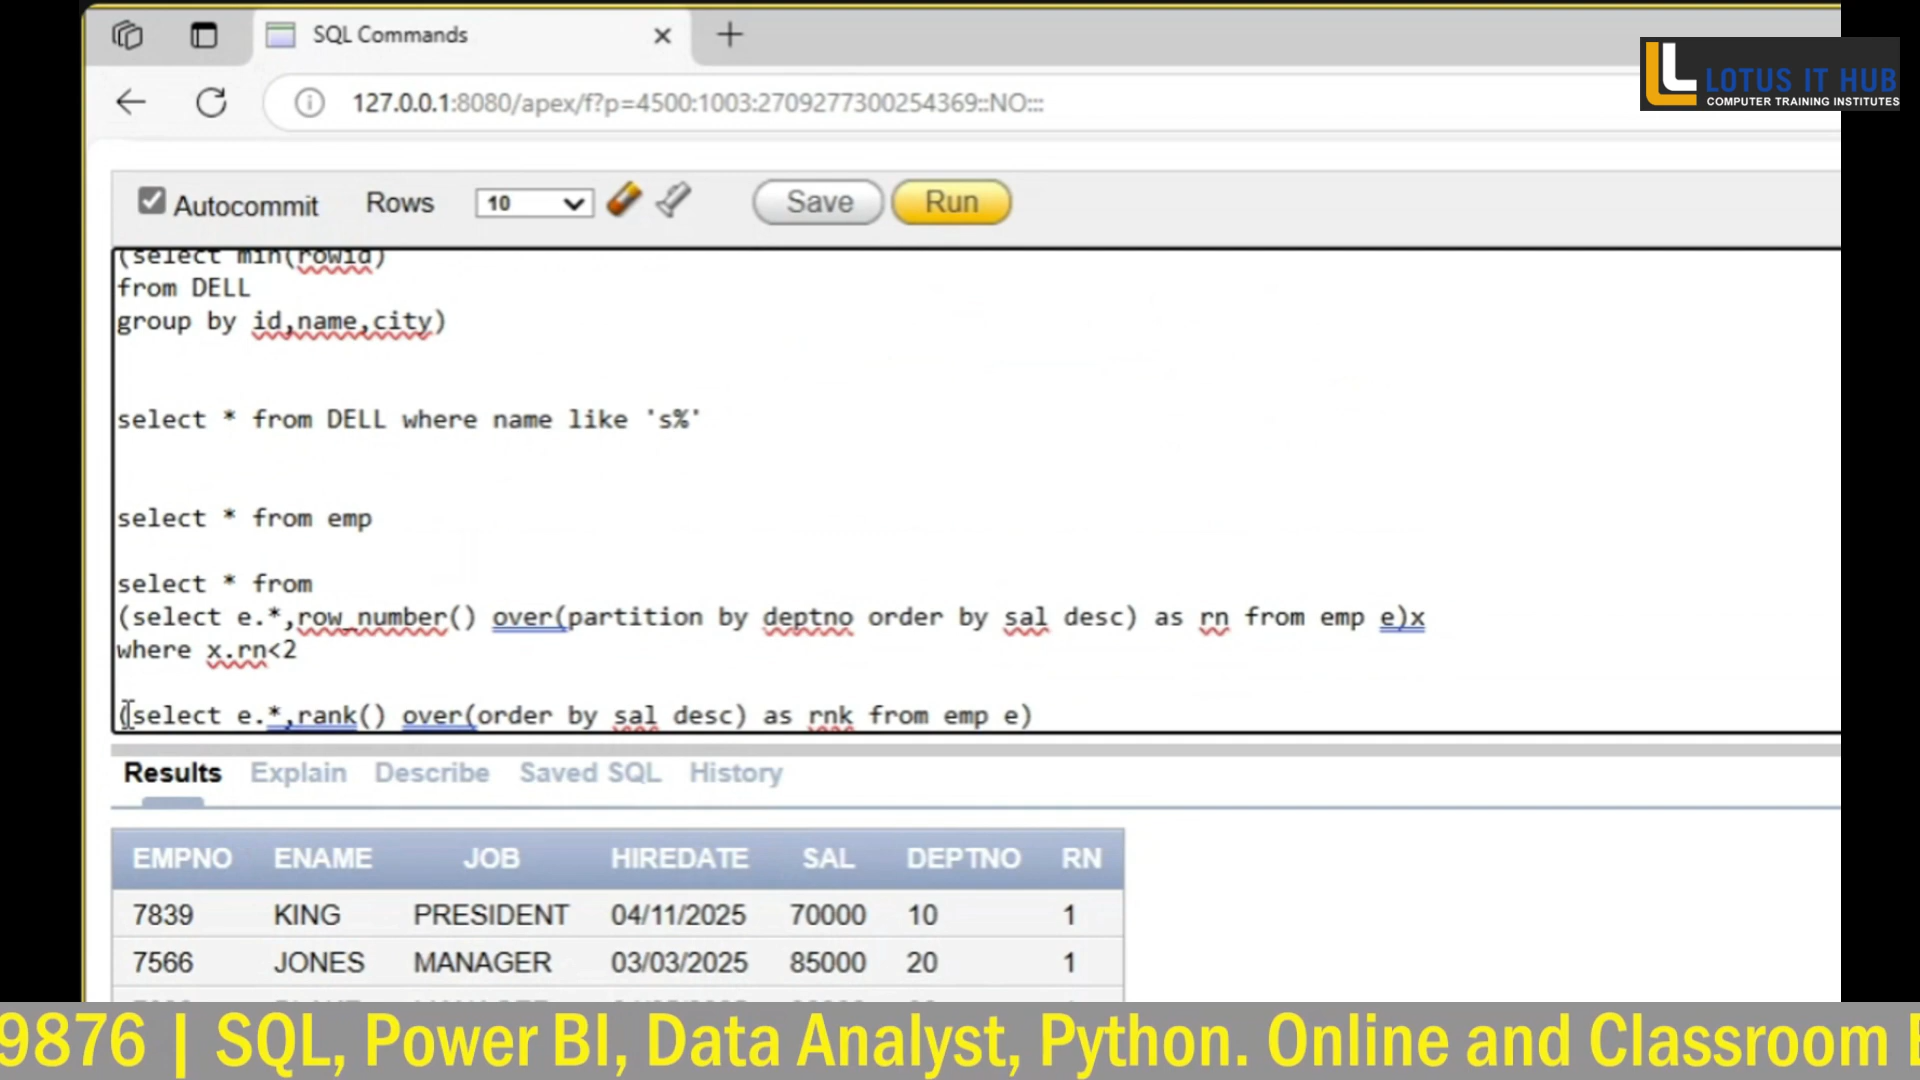 SQL Commands
LOTUS IT HUB
COMPUTER TRAINING INSTITUTES
127.0.0.1:8080/apex/f?p=4500:1003:2709277300254369::NO:::
Autocommit Rows 10 Save Run
(select min(rowid)
from DELL
group by id,name,city)
select * from DELL where name like 's%'
select * from emp
select * from
(select e.*,row_number() over(partition by deptno order by sal desc) as rn from emp e)x
where x.rn<2
(select e.*,rank() over(order by sal desc) as rnk from emp e)
Results Explain Describe Saved SQL History
EMPNO ENAME JOB HIREDATE SAL DEPTNO RN
7839 KING PRESIDENT 04/11/2025 70000 10 1
7566 JONES MANAGER 03/03/2025 85000 20 1
9876 | SQL, Power BI, Data Analyst, Python. Online and Classroom